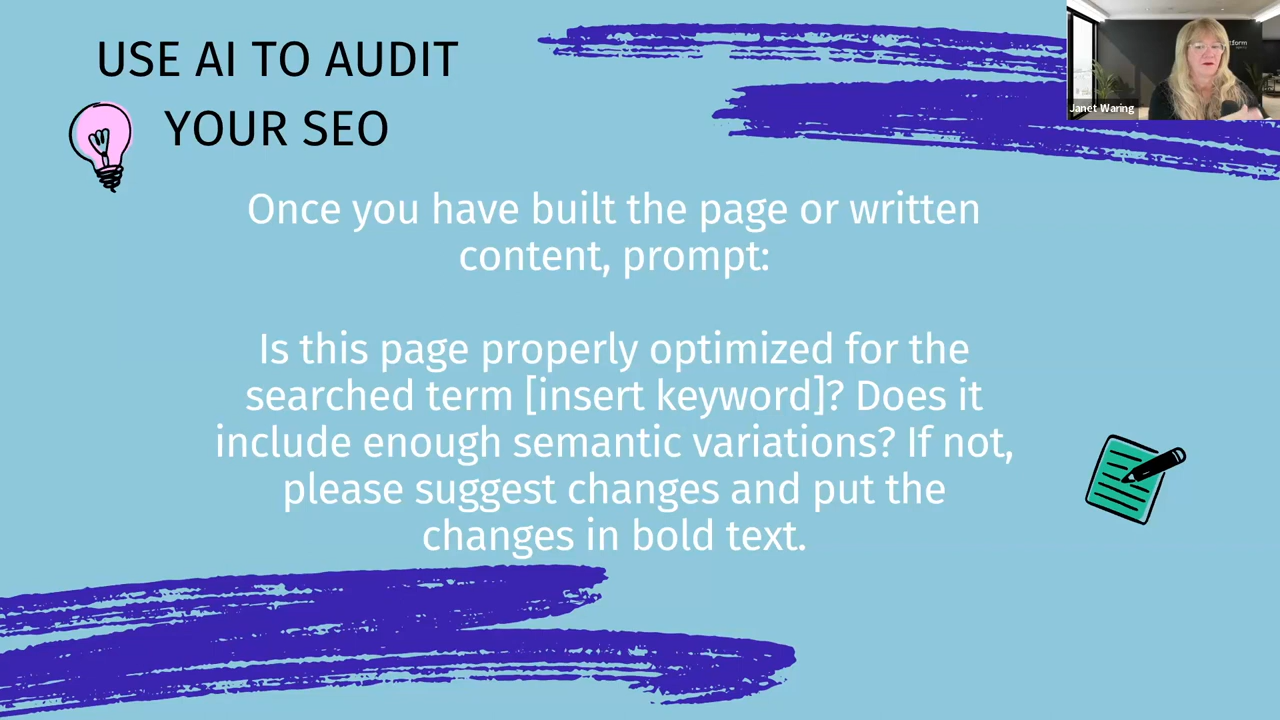 USE AI TO AUDIT
YOUR SEO
Once you have built the page or written
content, prompt:
Is this page properly optimized for the
searched term [insert keyword]? Does it
include enough semantic variations? If not,
please suggest changes and put the
changes in bold text.
Janet Waring